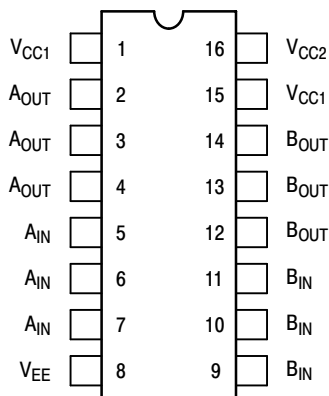 VCC1 1 16 VCC2
AOUT 2 15 VCC1
AOUT 3 14 BOUT
AOUT 4 13 BOUT
AIN 5 12 BOUT
AIN 6 11 BIN
AIN 7 10 BIN
VEE 8 9 BIN